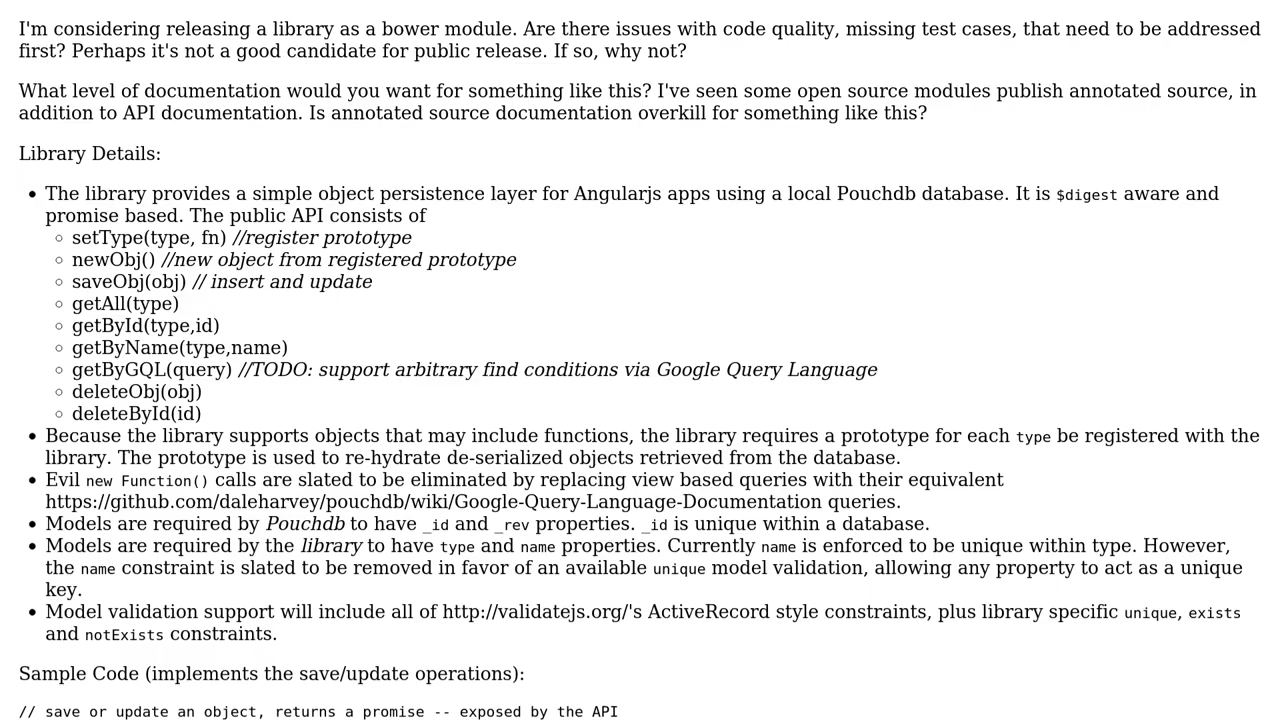 I'm considering releasing a library as a bower module. Are there issues with code quality, missing test cases, that need to be addressed
first? Perhaps it's not a good candidate for public release. If so, why not?
What level of documentation would you want for something like this? I've seen some open source modules publish annotated source, in
addition to API documentation. Is annotated source documentation overkill for something like this?
Library Details:
• The library provides a simple object persistence layer for Angularjs apps using a local Pouchdb database. It is $digest aware and
promise based. The public API consists of
◦ setType(type, fn) //register prototype
◦ newObj() //new object from registered prototype
◦ saveObj(obj) // insert and update
◦ getAll(type)
◦ getById(type,id)
◦ getByName(type,name)
◦ getByGQL(query) //TODO: support arbitrary find conditions via Google Query Language
◦ deleteObj(obj)
◦ deleteById(id)
• Because the library supports objects that may include functions, the library requires a prototype for each type be registered with the
library. The prototype is used to re-hydrate de-serialized objects retrieved from the database.
• Evil new Function() calls are slated to be eliminated by replacing view based queries with their equivalent
https://github.com/daleharvey/pouchdb/wiki/Google-Query-Language-Documentation queries.
• Models are required by Pouchdb to have _id and _rev properties. _id is unique within a database.
• Models are required by the library to have type and name properties. Currently name is enforced to be unique within type. However,
the name constraint is slated to be removed in favor of an available unique model validation, allowing any property to act as a unique
key.
• Model validation support will include all of http://validatejs.org/'s ActiveRecord style constraints, plus library specific unique, exists
and notExists constraints.
Sample Code (implements the save/update operations):
// save or update an object, returns a promise -- exposed by the API